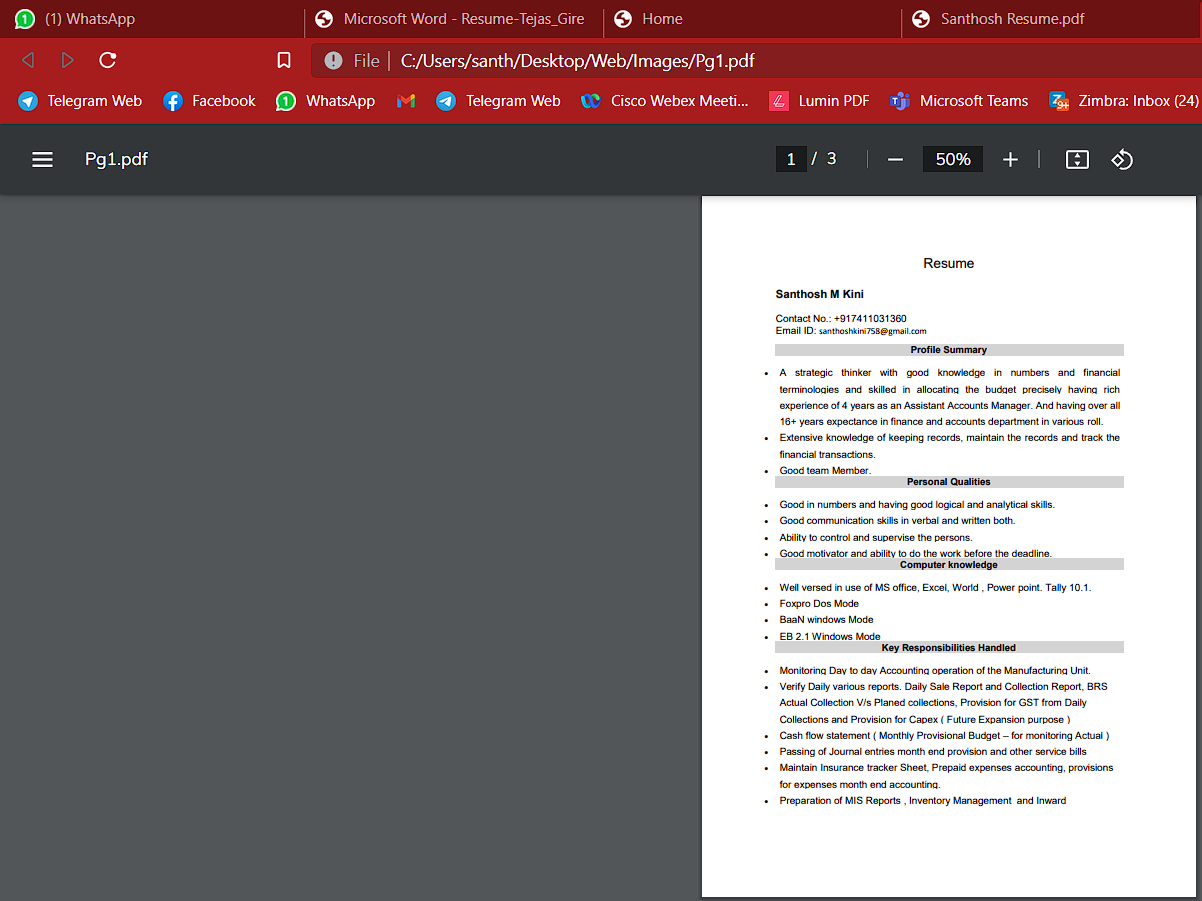 (1) WhatsApp
Microsoft Word - Resume-Tejas_Gire
Home
Santhosh Resume.pdf
File
C:/Users/santh/Desktop/Web/Images/Pg1.pdf
Telegram Web
Facebook
WhatsApp
Telegram Web
Cisco Webex Meeti...
Lumin PDF
Microsoft Teams
Zimbra: Inbox (24)
Pg1.pdf
1 / 3
50%
Resume
Santhosh M Kini
Contact No.: +917411031360
Email ID: santhoshkini758@gmail.com
Profile Summary
• A strategic thinker with good knowledge in numbers and financial
terminologies and skilled in allocating the budget precisely having rich
experience of 4 years as an Assistant Accounts Manager. And having over all
16+ years expectance in finance and accounts department in various roll.
• Extensive knowledge of keeping records, maintain the records and track the
financial transactions.
• Good team Member.
Personal Qualities
• Good in numbers and having good logical and analytical skills.
• Good communication skills in verbal and written both.
• Ability to control and supervise the persons.
• Good motivator and ability to do the work before the deadline.
Computer knowledge
• Well versed in use of MS office, Excel, World , Power point. Tally 10.1.
• Foxpro Dos Mode
• BaaN windows Mode
• EB 2.1 Windows Mode
Key Responsibilities Handled
• Monitoring Day to day Accounting operation of the Manufacturing Unit.
• Verify Daily various reports. Daily Sale Report and Collection Report, BRS
Actual Collection V/s Planed collections, Provision for GST from Daily
Collections and Provision for Capex ( Future Expansion purpose )
• Cash flow statement ( Monthly Provisional Budget – for monitoring Actual )
• Passing of Journal entries month end provision and other service bills
• Maintain Insurance tracker Sheet, Prepaid expenses accounting, provisions
for expenses month end accounting.
• Preparation of MIS Reports , Inventory Management and Inward